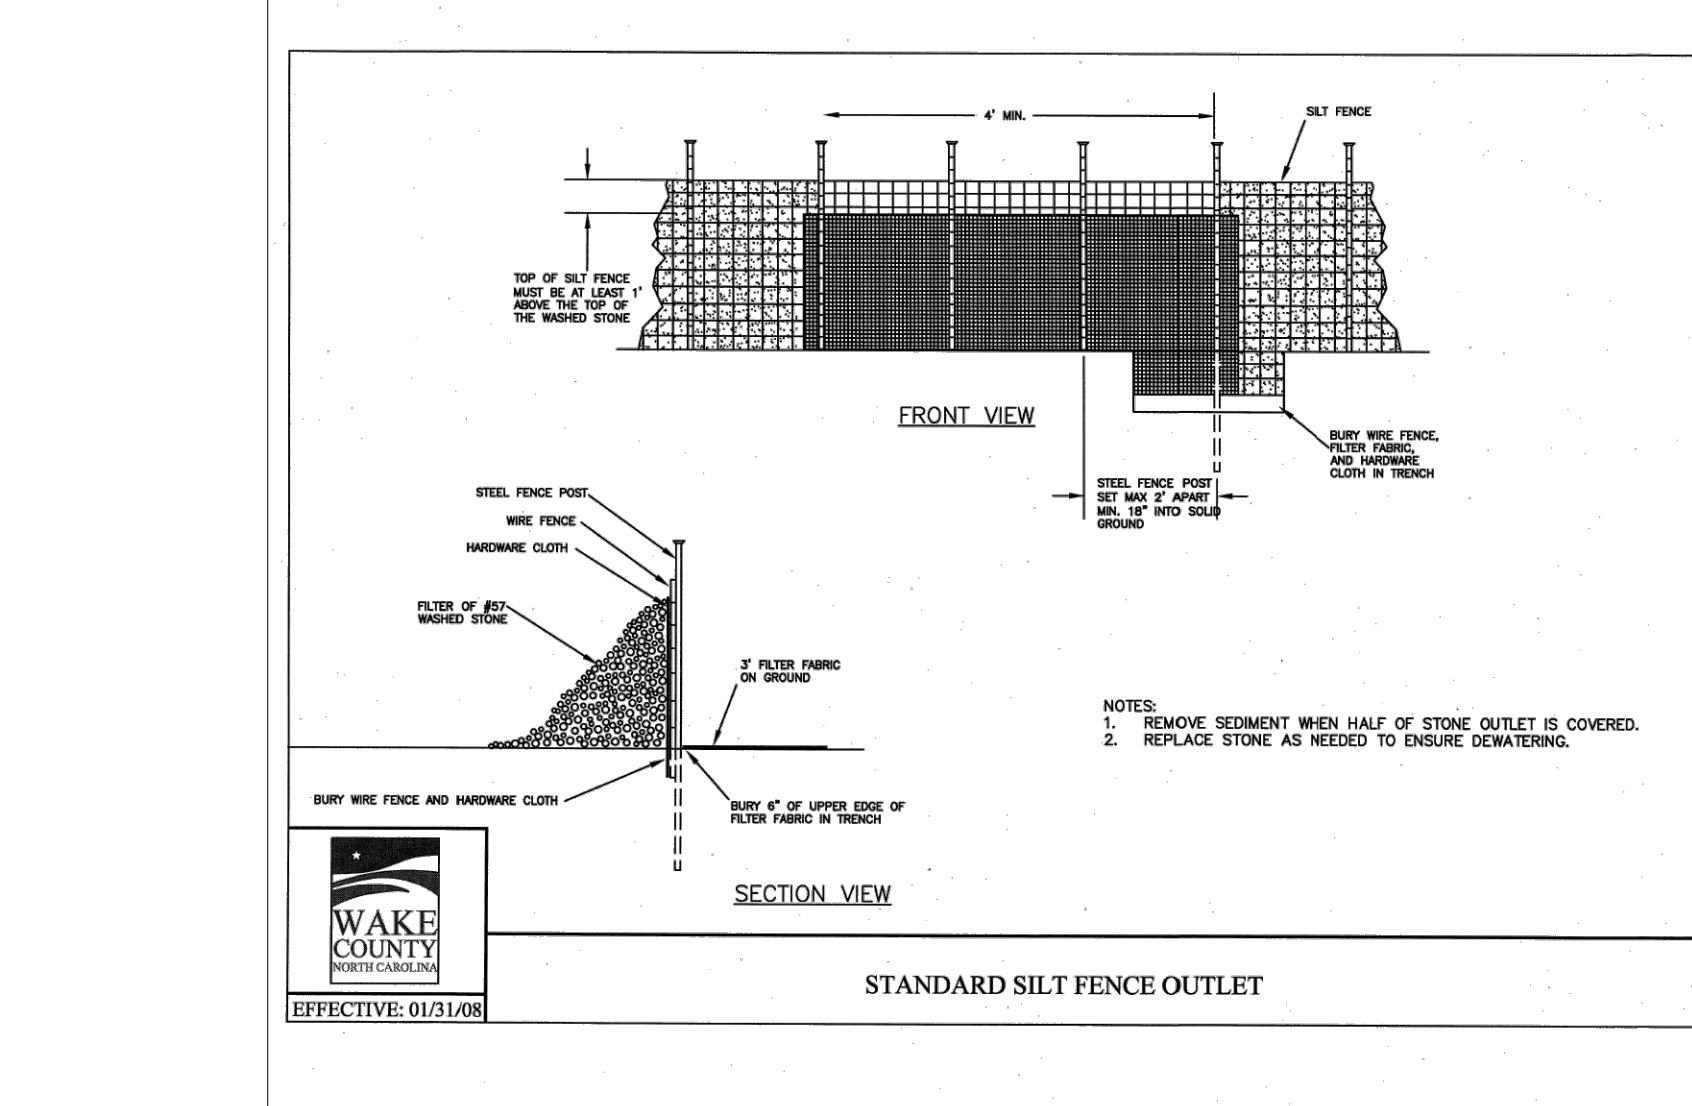 4' MIN.
SILT FENCE
TOP OF SILT FENCE
MUST BE AT LEAST 1'
ABOVE THE TOP OF
THE WASHED STONE
FRONT VIEW
BURY WIRE FENCE,
FILTER FABRIC,
AND HARDWARE
CLOTH IN TRENCH
STEEL FENCE POST
SET MAX 2' APART
MIN. 18" INTO SOLID
GROUND
STEEL FENCE POST
WIRE FENCE
HARDWARE CLOTH
FILTER OF #57
WASHED STONE
3' FILTER FABRIC
ON GROUND
BURY WIRE FENCE AND HARDWARE CLOTH
BURY 6" OF UPPER EDGE OF
FILTER FABRIC IN TRENCH
SECTION VIEW
NOTES:
1. REMOVE SEDIMENT WHEN HALF OF STONE OUTLET IS COVERED.
2. REPLACE STONE AS NEEDED TO ENSURE DEWATERING.
WAKE
COUNTY
NORTH CAROLINA
EFFECTIVE: 01/31/08
STANDARD SILT FENCE OUTLET